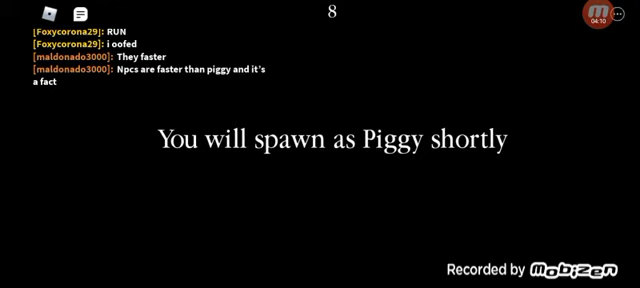 8
04:10
[Foxycorona29]: RUN
[Foxycorona29]: i oofed
[maldonado3000]: They faster
[maldonado3000]: Npcs are faster than piggy and it's
a fact
You will spawn as Piggy shortly
Recorded by Mobizen